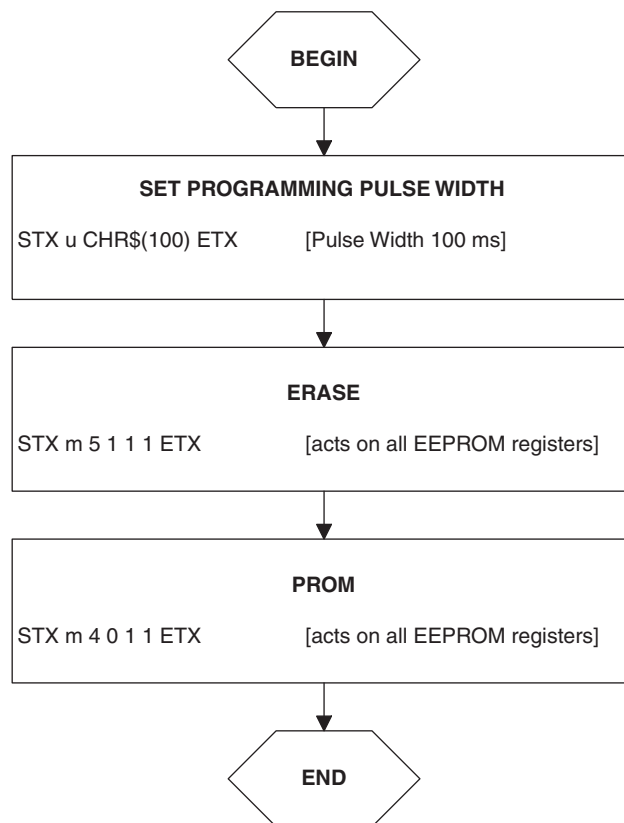 BEGIN
SET PROGRAMMING PULSE WIDTH
STX u CHR$(100) ETX [Pulse Width 100 ms]
ERASE
STX m 5 1 1 1 ETX [acts on all EEPROM registers]
PROM
STX m 4 0 1 1 ETX [acts on all EEPROM registers]
END